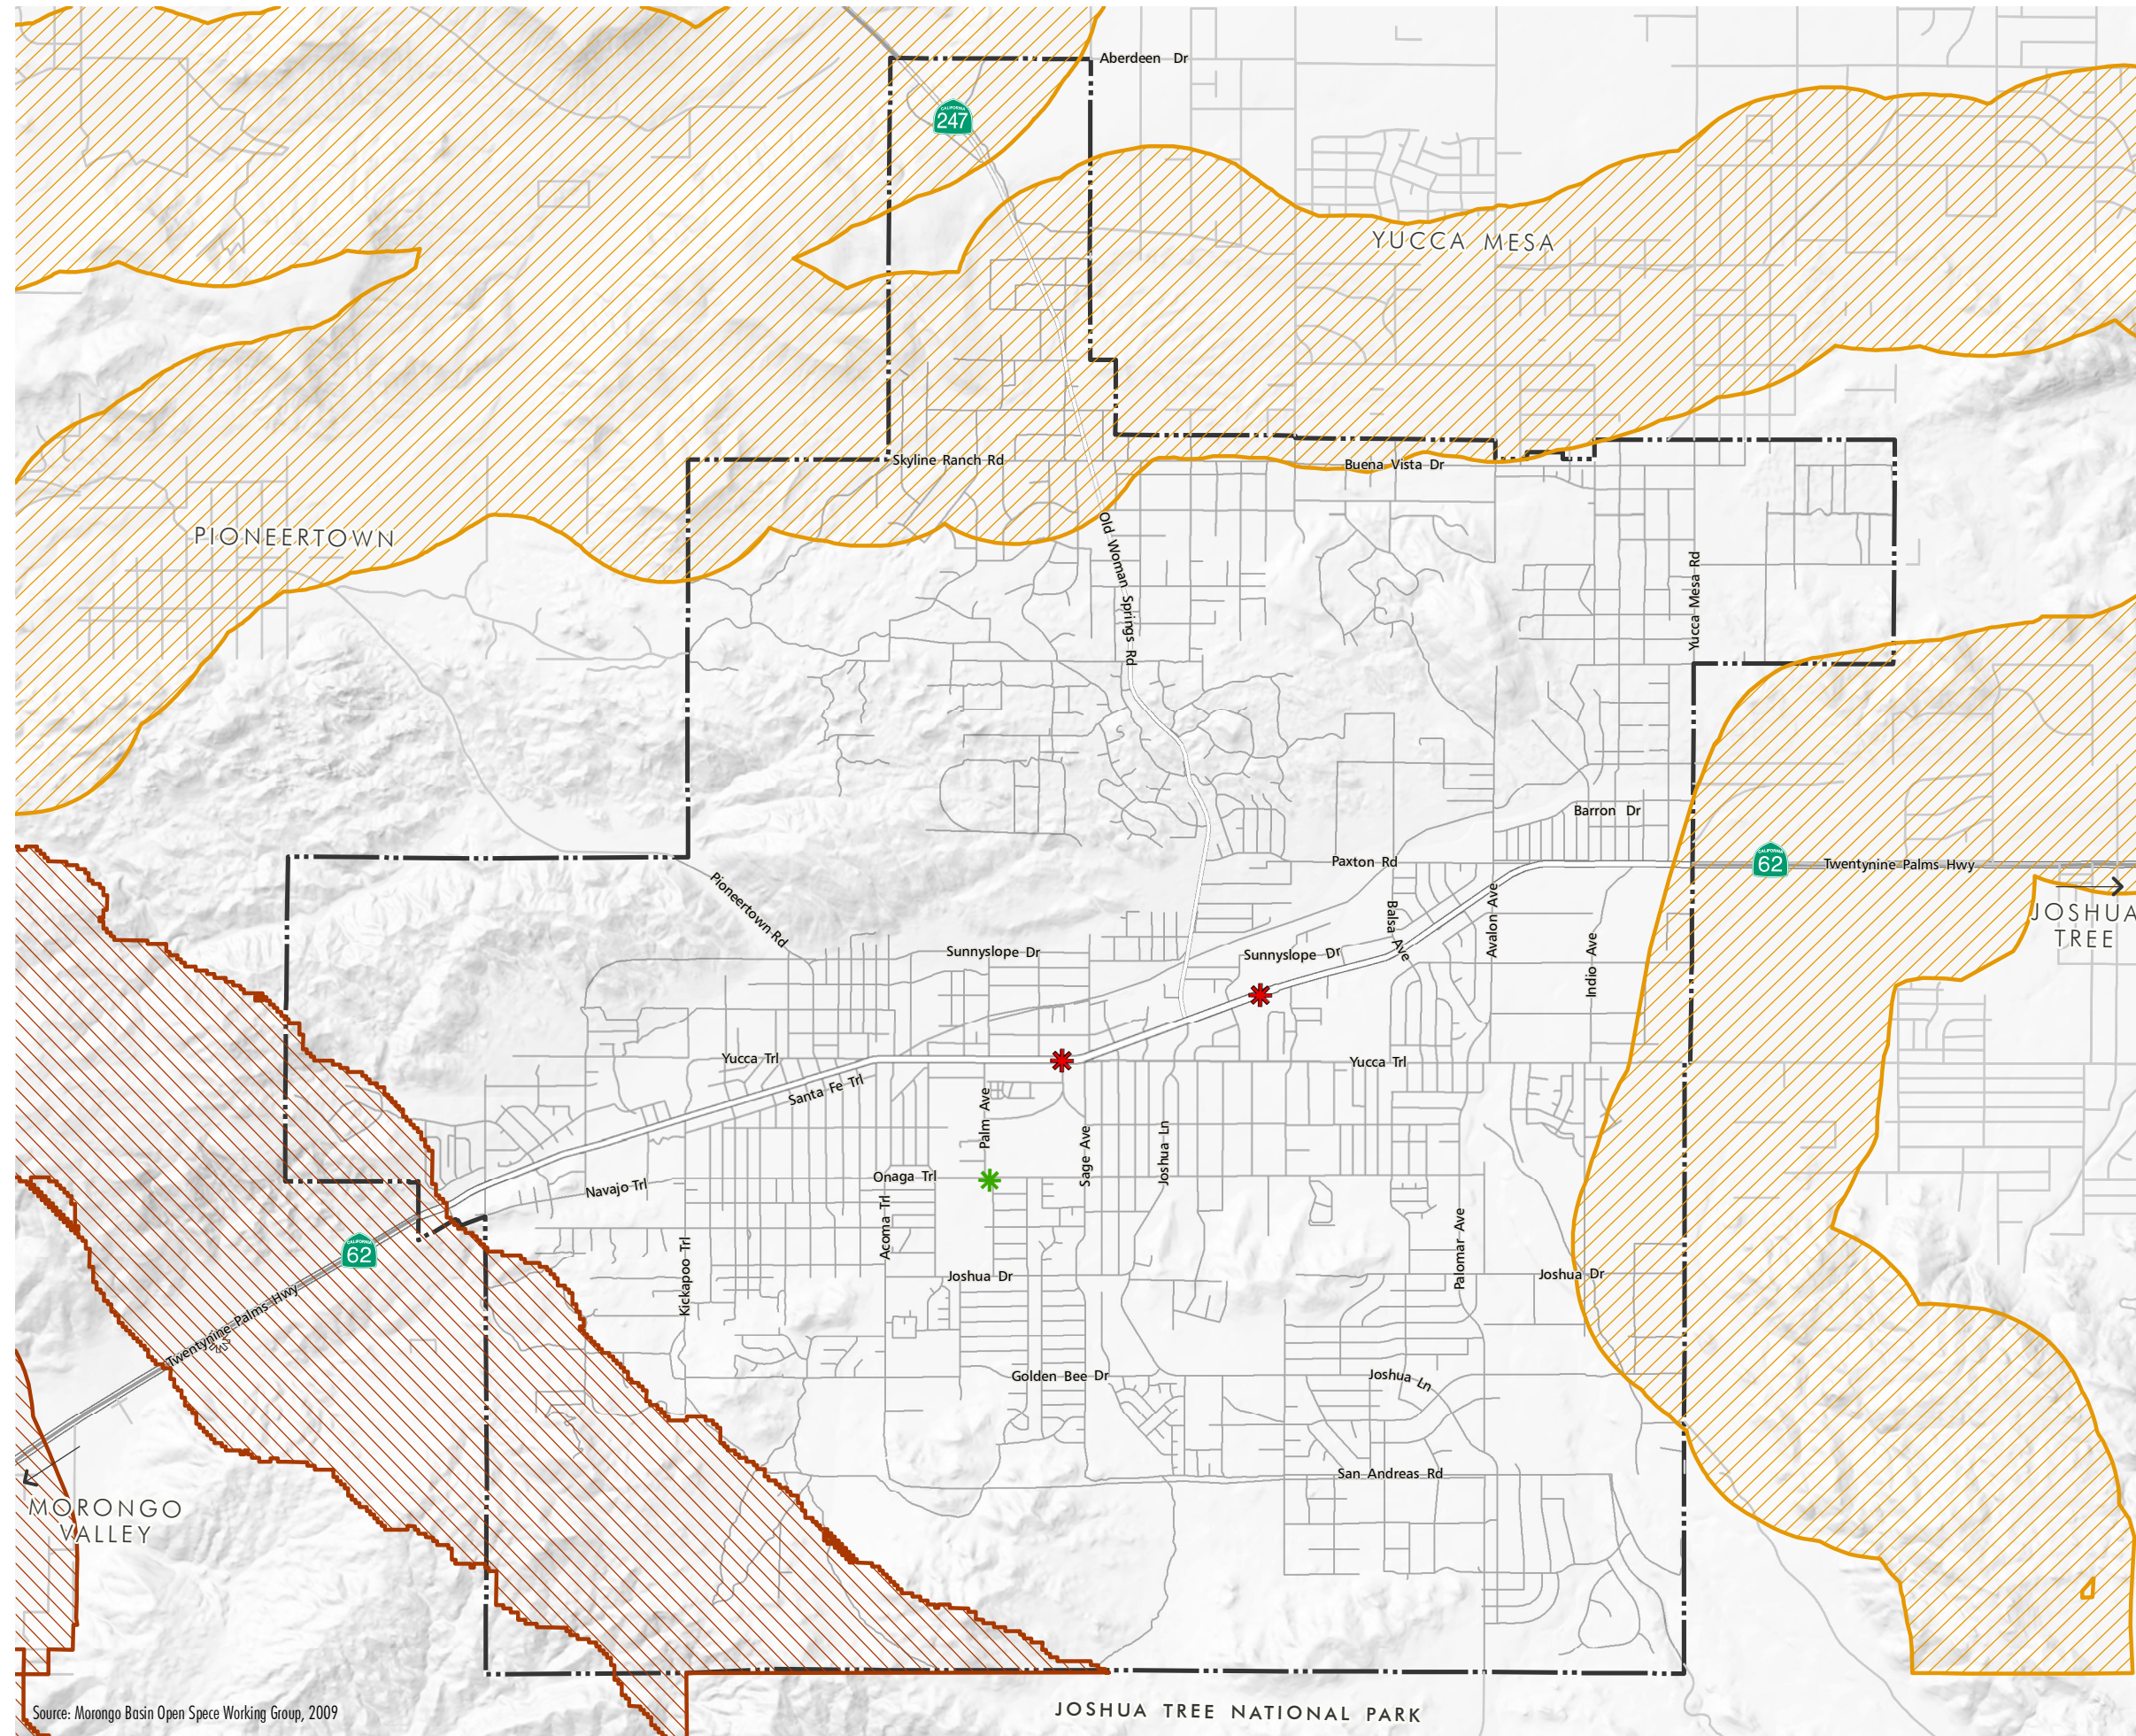 Aberdeen Dr
CALIFORNIA
247
YUCCA MESA
Skyline Ranch Rd
Buena Vista Dr
PIONEERTOWN
Old Woman Springs Rd
Yucca Mesa Rd
Barron Dr
Paxton Rd
CALIFORNIA
62
Twentynine Palms Hwy
Pioneertown Rd
Balsa Ave
Avalon Ave
JOSHUA
TREE
Sunnyslope Dr
Sunnyslope Dr
Indio Ave
Yucca Trl
Yucca Trl
Santa Fe Trl
Palm Ave
Sage Ave
Joshua Ln
Onaga Trl
Navajo Trl
Acoma Trl
Palomar Ave
CALIFORNIA
62
Kickapoo Trl
Joshua Dr
Joshua Dr
Twentynine Palms Hwy
Golden Bee Dr
Joshua Ln
San Andreas Rd
MORONGO
VALLEY
Source: Morongo Basin Open Spece Working Group, 2009
JOSHUA TREE NATIONAL PARK